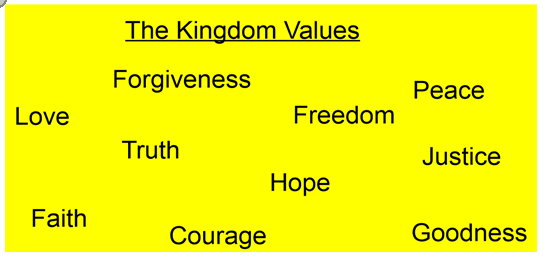 The Kingdom Values
Forgiveness
Peace
Love
Freedom
Truth
Justice
Hope
Faith
Courage
Goodness